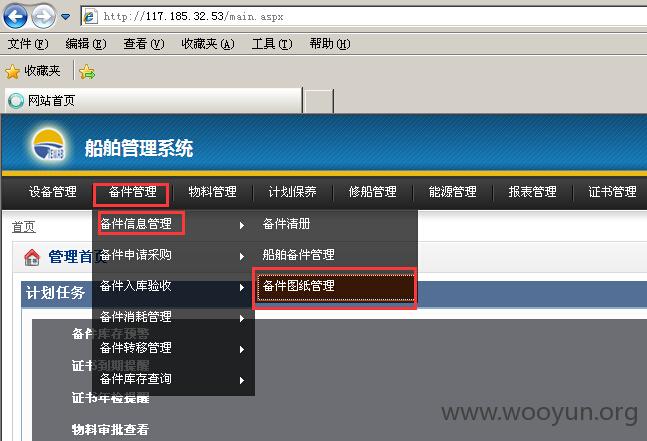 http://117.185.32.53/main.aspx
文件(F) 编辑(E) 查看(V) 收藏夹(A) 工具(T) 帮助(H)
收藏夹
网站首页
船舶管理系统
设备管理 备件管理 物料管理 计划保养 修船管理 能源管理 报表管理 证书管理
首页
备件信息管理 备件清册
管理首
备件申请采购 船舶备件管理
计划任务
备件入库验收 备件图纸管理
备件消耗管理
备件库存预警
备件转移管理
证书到期提醒
备件库存查询
证书年检提醒
物料审批查看
www.wooyun.org